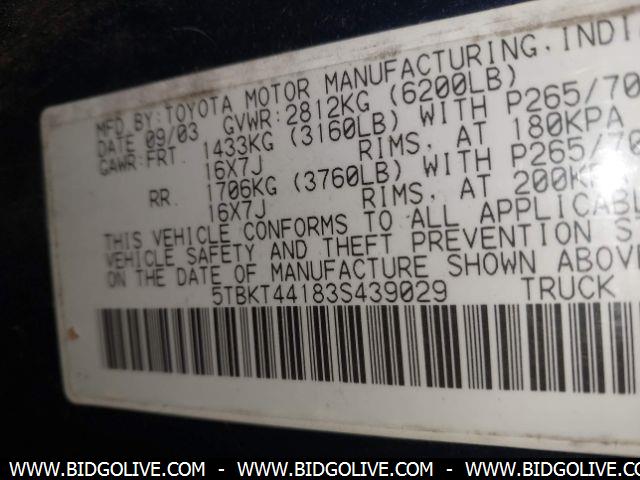 MFD.BY:TOYOTA MOTOR MANUFACTURING, INDI
DATE 09/03 GVWR:2812KG (6200LB)
GAWR:FRT. 1433KG (3160LB) WITH P265/70
16X7J RIMS, AT 180KPA
RR. 1706KG (3760LB) WITH P265/70
16X7J RIMS, AT 200KP
THIS VEHICLE CONFORMS TO ALL APPLICABL
VEHICLE SAFETY AND THEFT PREVENTION S
ON THE DATE OF MANUFACTURE SHOWN ABOV
5TBKT44183S439029 TRUCK
WWW.BIDGOLIVE.COM - WWW.BIDGOLIVE.COM - WWW.BIDGOLIVE.COM